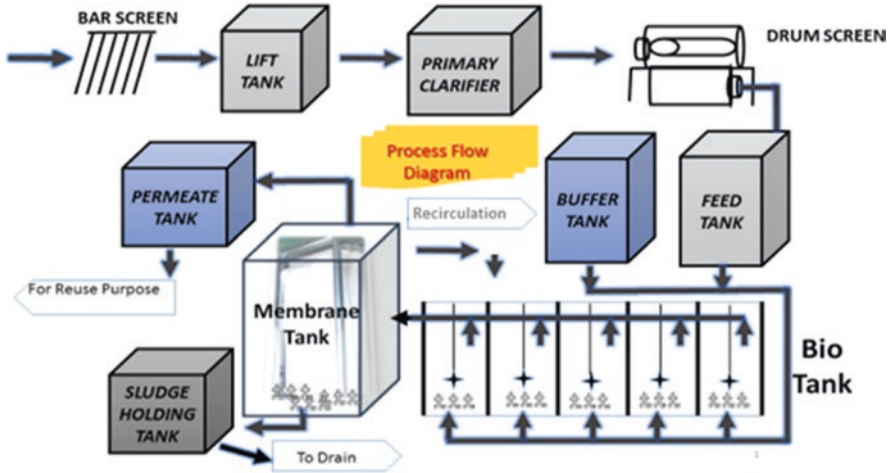 BAR SCREEN
LIFT
TANK
PRIMARY
CLARIFIER
DRUM SCREEN
Process Flow
Diagram
PERMEATE
TANK
Recirculation
BUFFER
TANK
FEED
TANK
For Reuse Purpose
Membrane
Tank
Bio
Tank
SLUDGE
HOLDING
TANK
To Drain
1